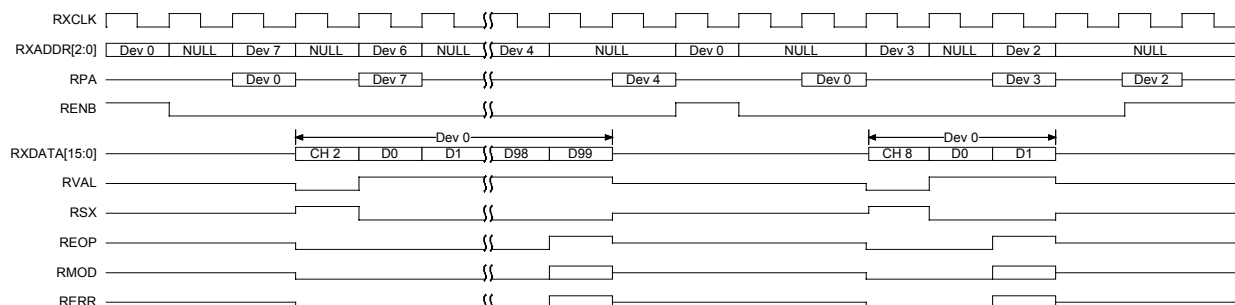 RXCLK
RXADDR[2:0] Dev 0 NULL Dev 7 NULL Dev 6 NULL Dev 4 NULL Dev 0 NULL Dev 3 NULL Dev 2 NULL
RPA Dev 0 Dev 7 Dev 4 Dev 0 Dev 3 Dev 2
RENB
Dev 0 Dev 0
RXDATA[15:0] CH 2 D0 D1 D98 D99 CH 8 D0 D1
RVAL
RSX
REOP
RMOD
RERR